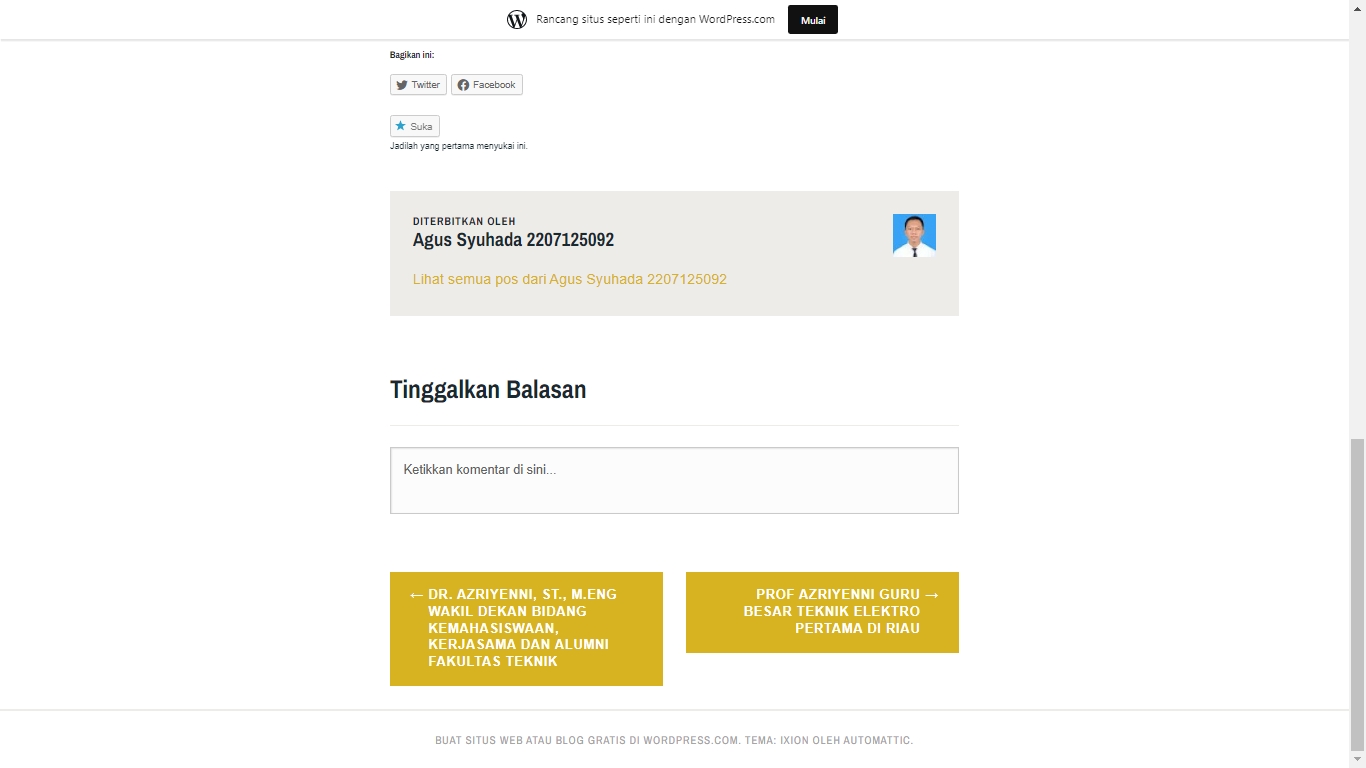 Rancang situs seperti ini dengan WordPress.com
Mulai
Bagikan ini:
Twitter
Facebook
Suka
Jadilah yang pertama menyukai ini.
DITERBITKAN OLEH
Agus Syuhada 2207125092
Lihat semua pos dari Agus Syuhada 2207125092
Tinggalkan Balasan
Ketikkan komentar di sini...
← DR. AZRIYENNI, ST., M.ENG
WAKIL DEKAN BIDANG
KEMAHASISWAAN,
KERJASAMA DAN ALUMNI
FAKULTAS TEKNIK
PROF AZRIYENNI GURU →
BESAR TEKNIK ELEKTRO
PERTAMA DI RIAU
BUAT SITUS WEB ATAU BLOG GRATIS DI WORDPRESS.COM. TEMA: IXION OLEH AUTOMATTIC.